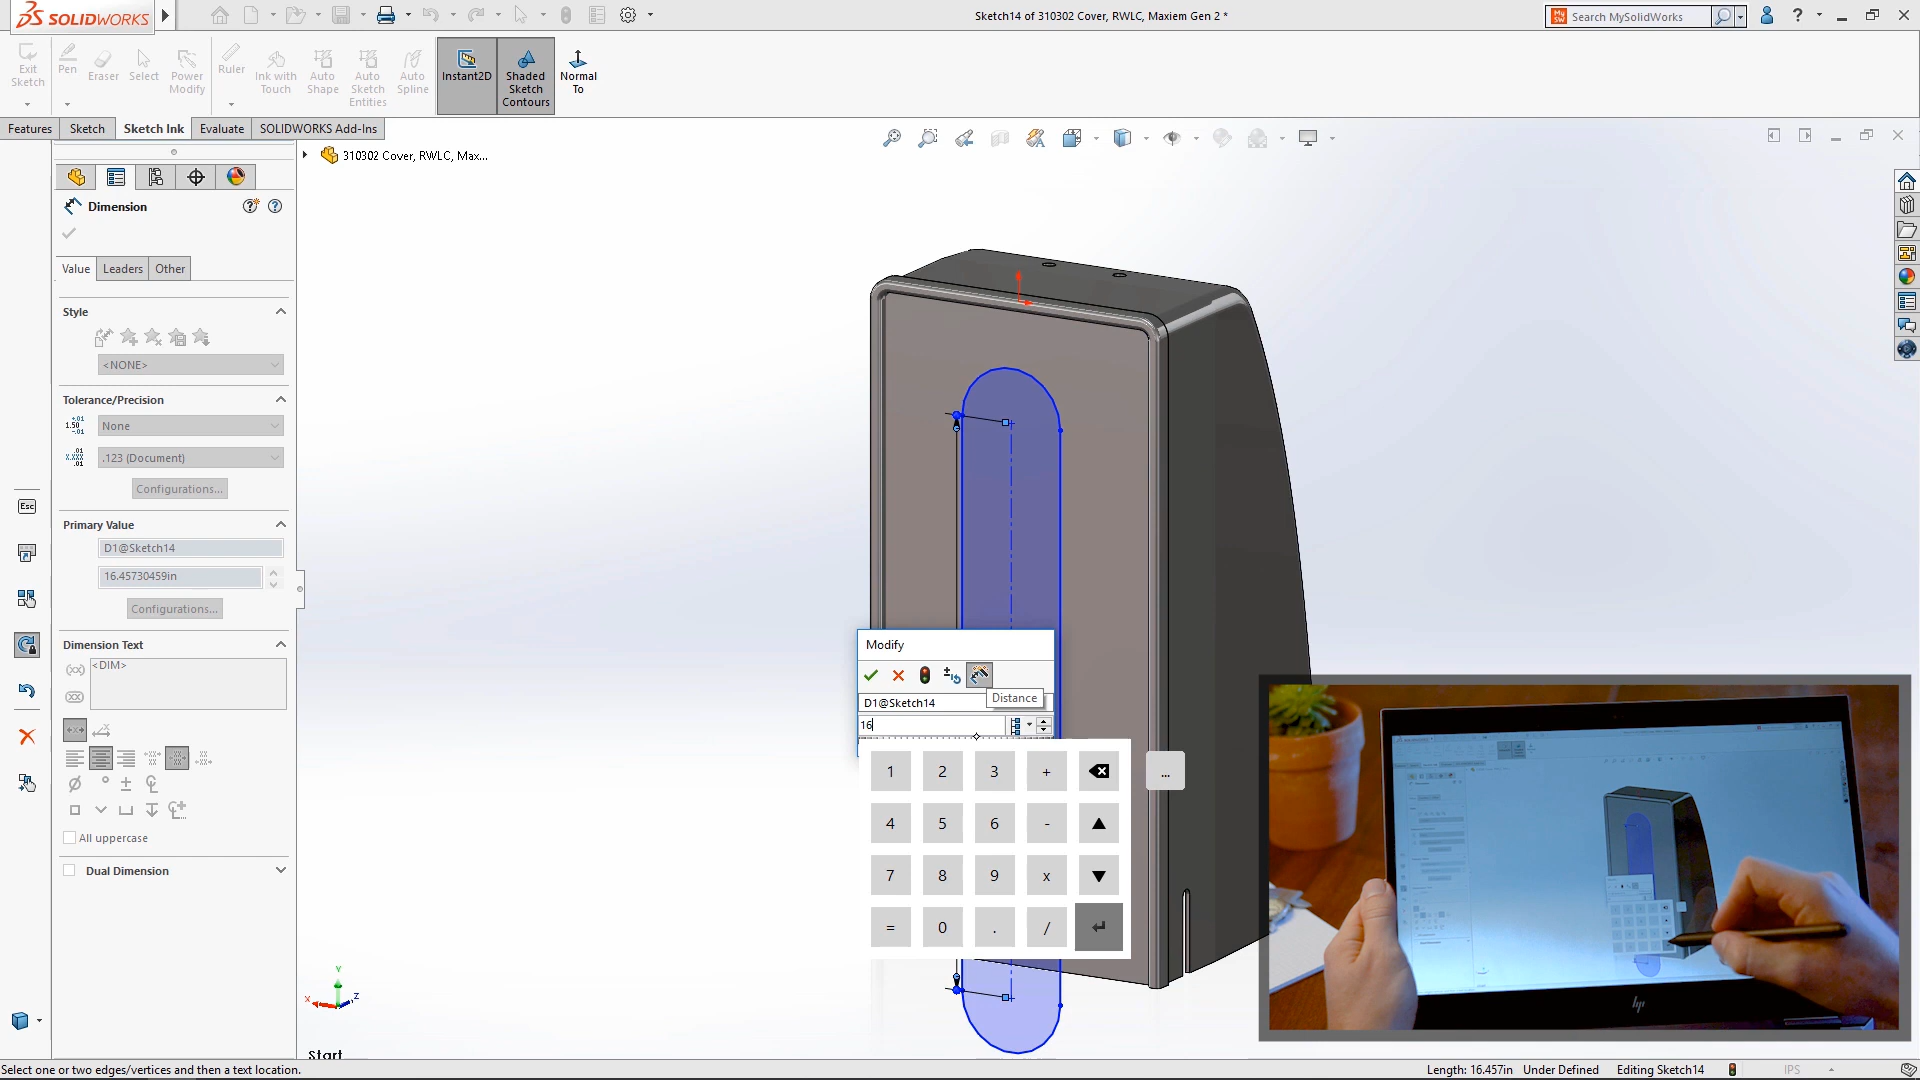 SOLIDWORKS
Sketch14 of 310302 Cover, RWLC, Maxiem Gen 2 *
Search MySolidWorks
?
Exit Sketch
Pen
Eraser
Select
Power Modify
Ruler
Ink with Touch
Auto Shape
Auto Sketch Entities
Auto Spline
Instant2D
Shaded Sketch Contours
Normal To
Features
Sketch
Sketch Ink
Evaluate
SOLIDWORKS Add-Ins
310302 Cover, RWLC, Max...
Dimension
Value
Leaders
Other
Style
<NONE>
Tolerance/Precision
None
.123 (Document)
Configurations...
Esc
Primary Value
D1@Sketch14
16.45730459in
Configurations...
Dimension Text
<DIM>
All uppercase
Dual Dimension
Modify
D1@Sketch14
Distance
16
1 2 3 + ...
4 5 6 -
7 8 9 x
= 0 . /
Y
X
Z
Start
hp
Select one or two edges/vertices and then a text location.
Length: 16.457in
Under Defined
Editing Sketch14
IPS